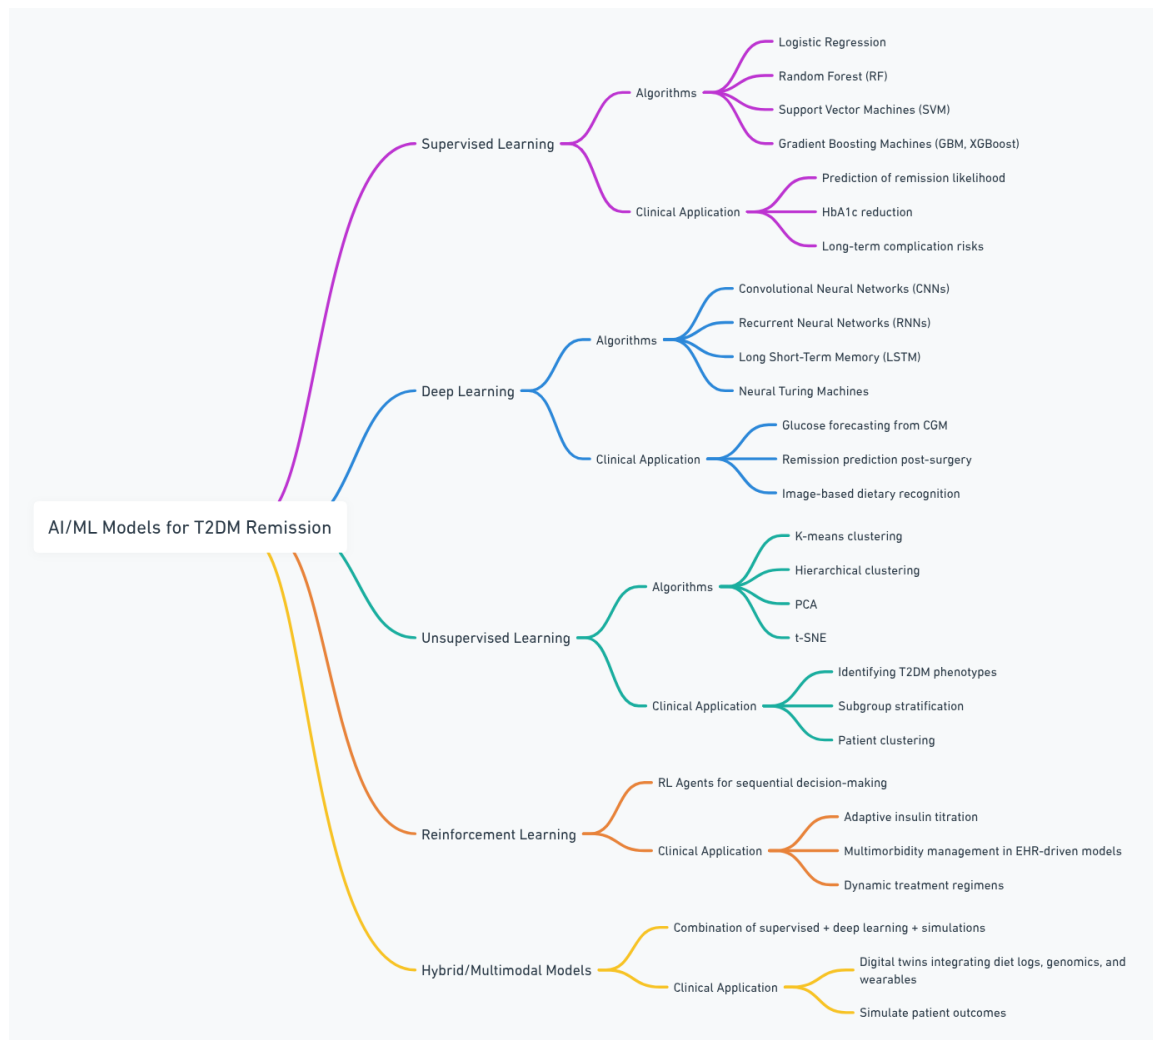 AI/ML Models for T2DM Remission
Supervised Learning
Algorithms
Logistic Regression
Random Forest (RF)
Support Vector Machines (SVM)
Gradient Boosting Machines (GBM, XGBoost)
Clinical Application
Prediction of remission likelihood
HbA1c reduction
Long-term complication risks
Deep Learning
Algorithms
Convolutional Neural Networks (CNNs)
Recurrent Neural Networks (RNNs)
Long Short-Term Memory (LSTM)
Neural Turing Machines
Clinical Application
Glucose forecasting from CGM
Remission prediction post-surgery
Image-based dietary recognition
Unsupervised Learning
Algorithms
K-means clustering
Hierarchical clustering
PCA
t-SNE
Clinical Application
Identifying T2DM phenotypes
Subgroup stratification
Patient clustering
Reinforcement Learning
RL Agents for sequential decision-making
Clinical Application
Adaptive insulin titration
Multimorbidity management in EHR-driven models
Dynamic treatment regimens
Hybrid/Multimodal Models
Combination of supervised + deep learning + simulations
Clinical Application
Digital twins integrating diet logs, genomics, and
wearables
Simulate patient outcomes